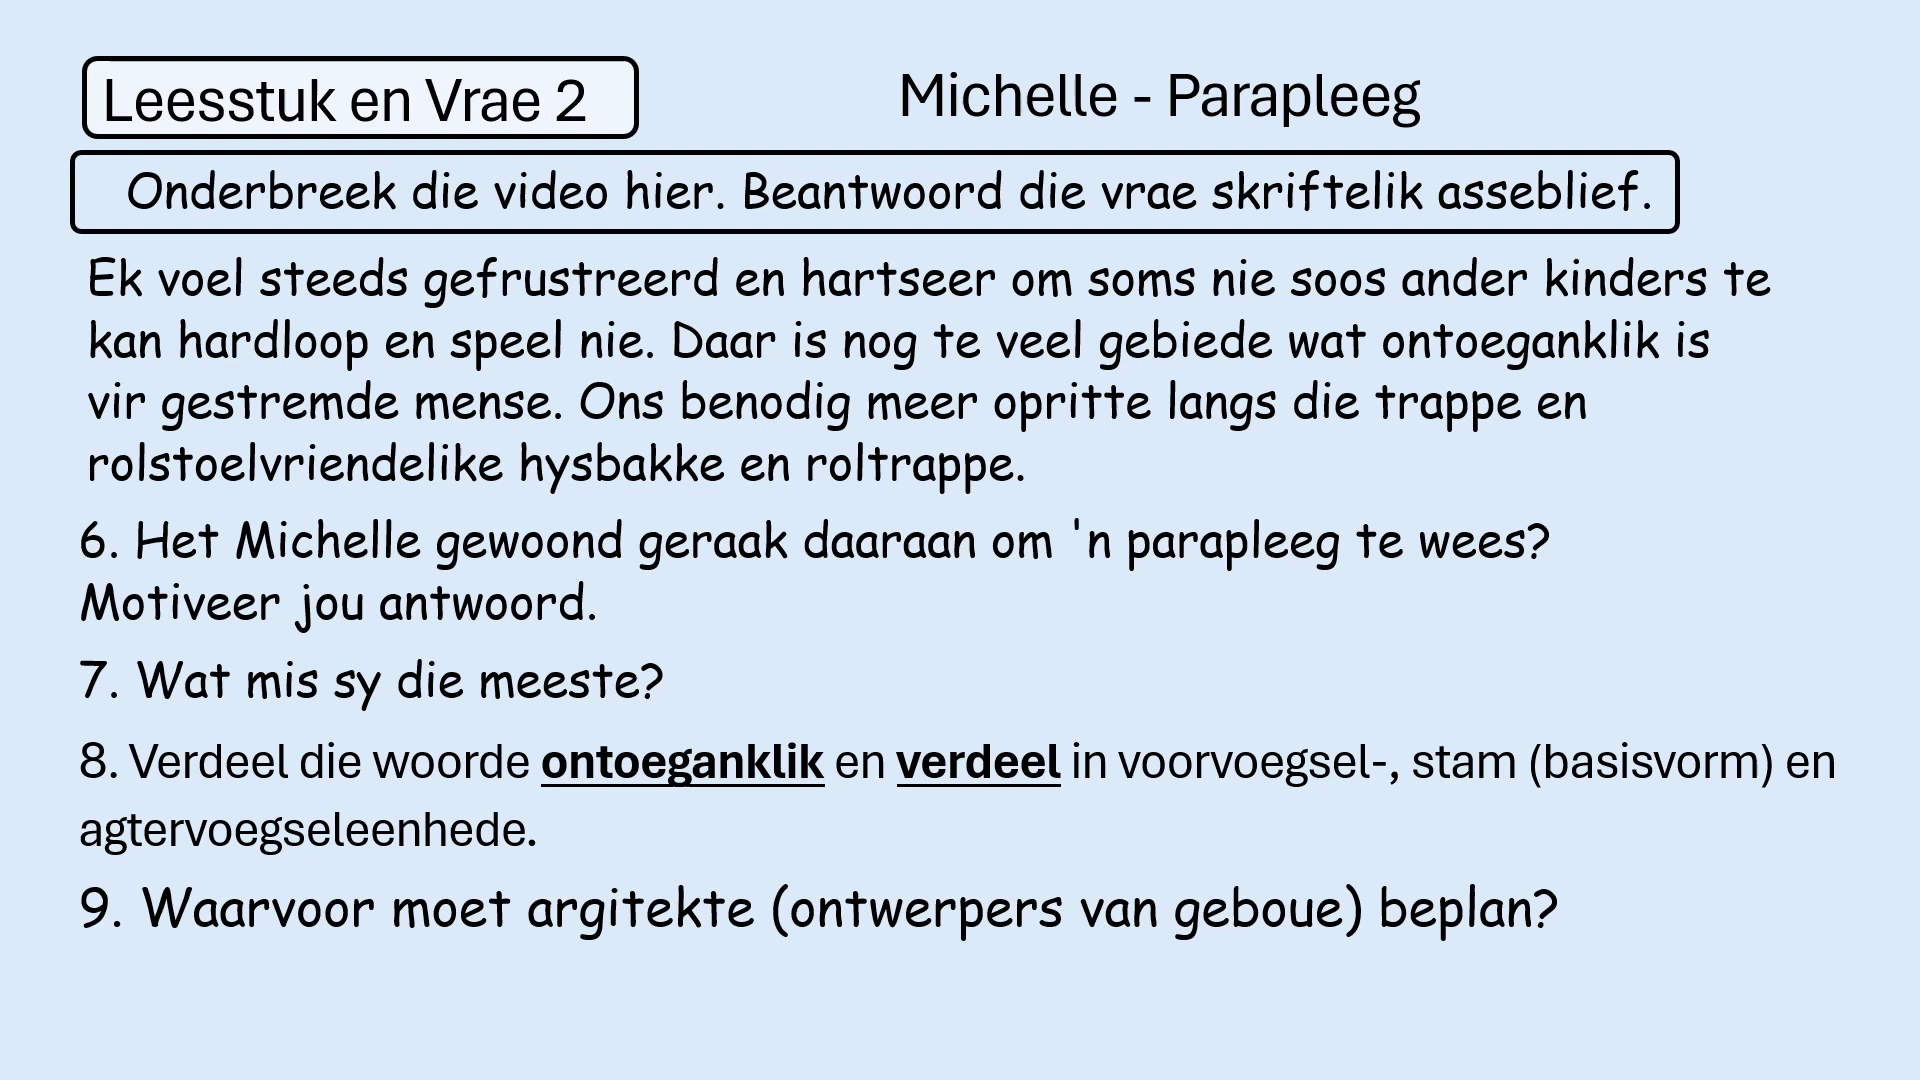 Leesstuk en Vrae 2
Michelle - Parapleeg
Onderbreek die video hier. Beantwoord die vrae skriftelik asseblief.
Ek voel steeds gefrustreerd en hartseer om soms nie soos ander kinders te
kan hardloop en speel nie. Daar is nog te veel gebiede wat ontoeganklik is
vir gestremde mense. Ons benodig meer opritte langs die trappe en
rolstoelvriendelike hysbakke en roltrappe.
6. Het Michelle gewoond geraak daaraan om 'n parapleeg te wees?
Motiveer jou antwoord.
7. Wat mis sy die meeste?
8. Verdeel die woorde ontoeganklik en verdeel in voorvoegsel-, stam (basisvorm) en
agtervoegseleenhede.
9. Waarvoor moet argitekte (ontwerpers van geboue) beplan?